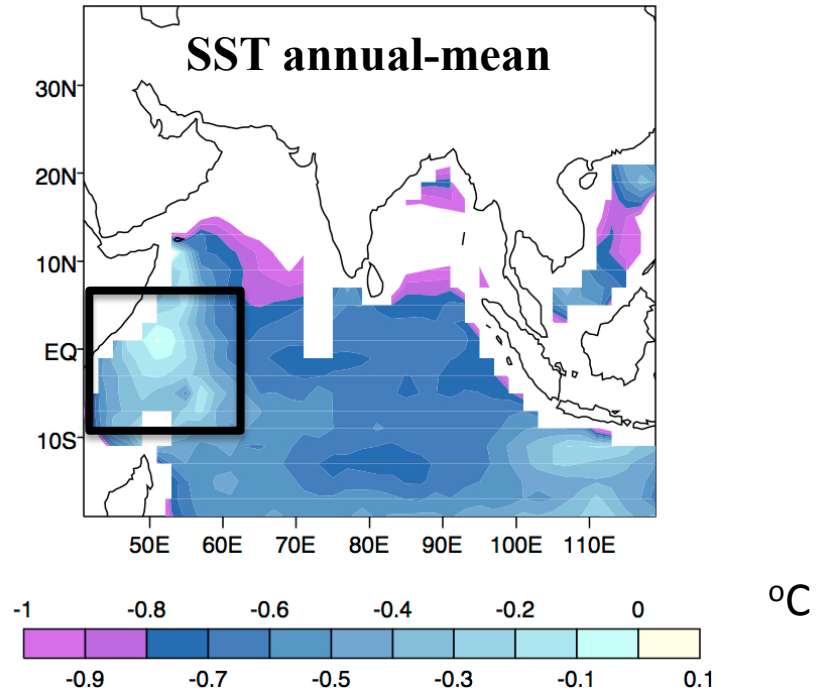 SST annual-mean
30N
20N
10N
EQ
10S
50E 60E 70E 80E 90E 100E 110E
-1 -0.8 -0.6 -0.4 -0.2 0
-0.9 -0.7 -0.5 -0.3 -0.1 0.1
ºC